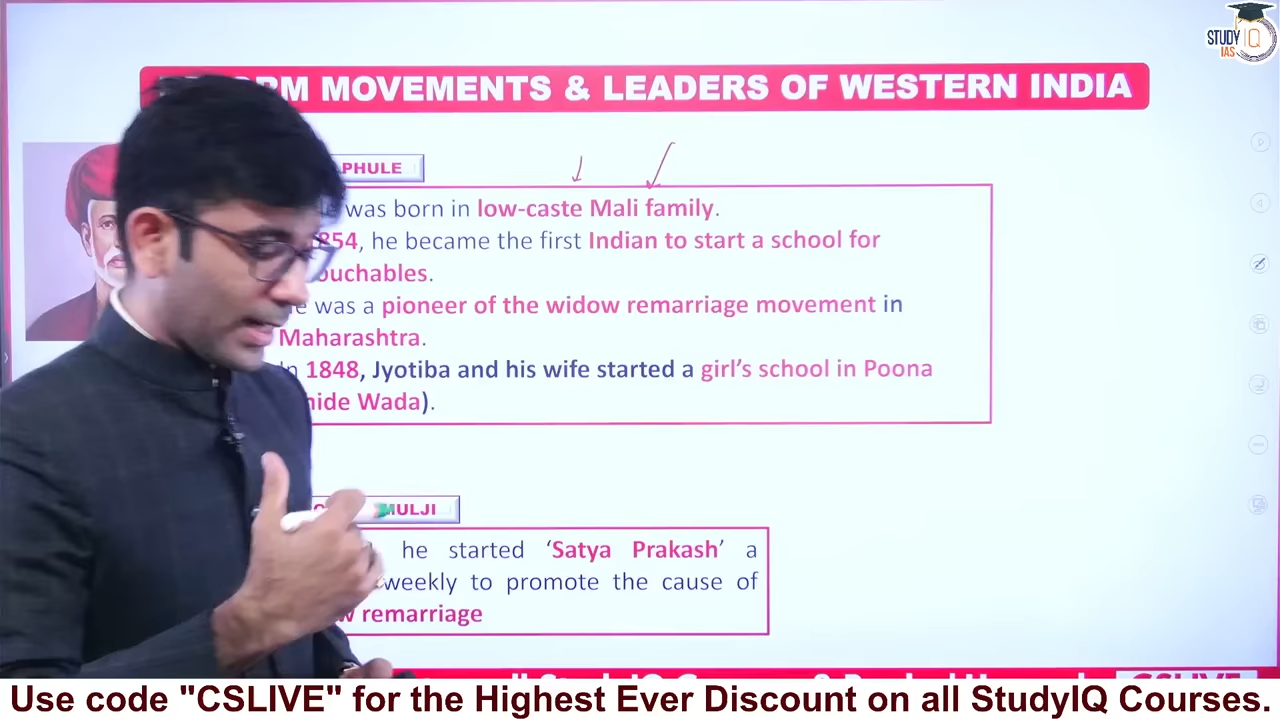 STUDY IQ
IAS
RM MOVEMENTS & LEADERS OF WESTERN INDIA
PHULE
was born in low-caste Mali family.
854, he became the first Indian to start a school for
ouchables.
was a pioneer of the widow remarriage movement in
Maharashtra.
1848, Jyotiba and his wife started a girl's school in Poona
hide Wada).
MULJI
he started 'Satya Prakash' a
weekly to promote the cause of
remarriage
Use code "CSLIVE" for the Highest Ever Discount on all StudyIQ Courses.